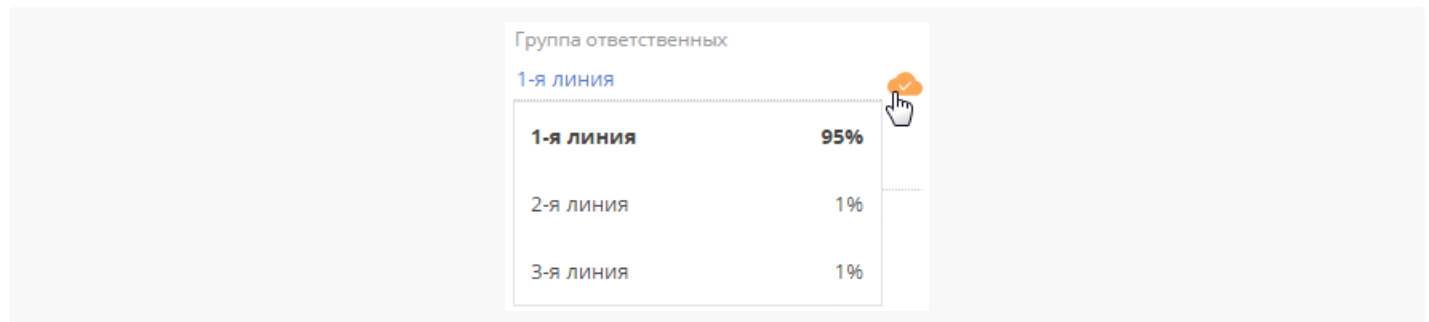 Группа ответственных
1-я линия
1-я линия 95%
2-я линия 1%
3-я линия 1%